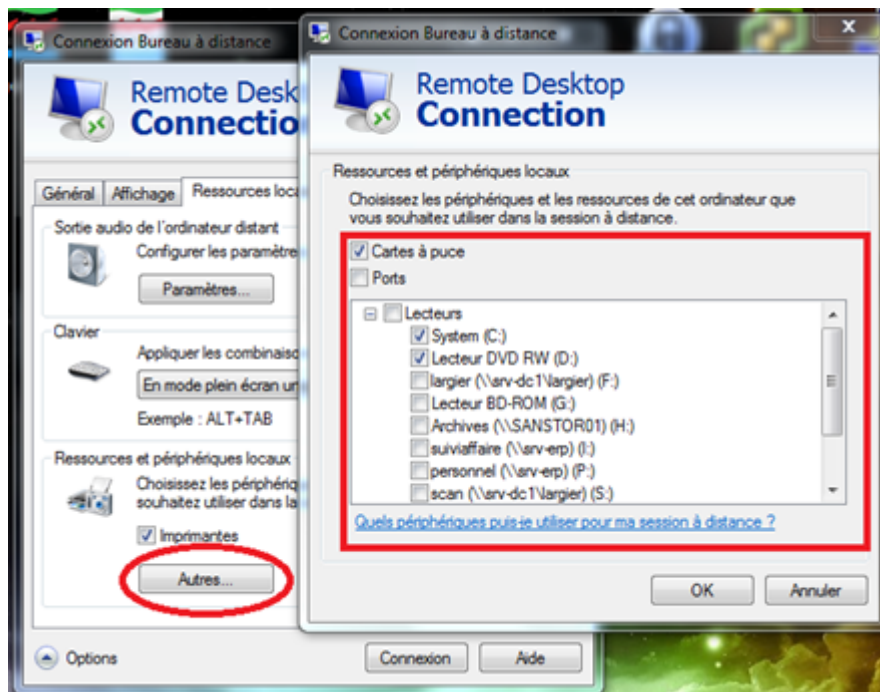 Connexion Bureau à distance
Remote Desk
Connectio
Général Affichage Ressources loca
Sortie audio de l'ordinateur distant
Configurer les paramètre
Paramètres...
Clavier
Appliquer les combinaiso
En mode plein écran un
Exemple : ALT+TAB
Ressources et périphériques locaux
Choisissez les périphériq
souhaitez utiliser dans la
Imprimantes
Autres...
Options
Connexion
Aide
Connexion Bureau à distance
Remote Desktop
Connection
Ressources et périphériques locaux
Choisissez les périphériques et les ressources de cet ordinateur que
vous souhaitez utiliser dans la session à distance.
Cartes à puce
Ports
Lecteurs
System (C:)
Lecteur DVD RW (D:)
largier (\\srv-dc1\largier) (F:)
Lecteur BD-ROM (G:)
Archives (\\SANSTOR01) (H:)
suiviaffaire (\\srv-erp) (I:)
personnel (\\srv-erp) (P:)
scan (\\srv-dc1\largier) (S:)
Quels périphériques puis-je utiliser pour ma session à distance ?
OK
Annuler